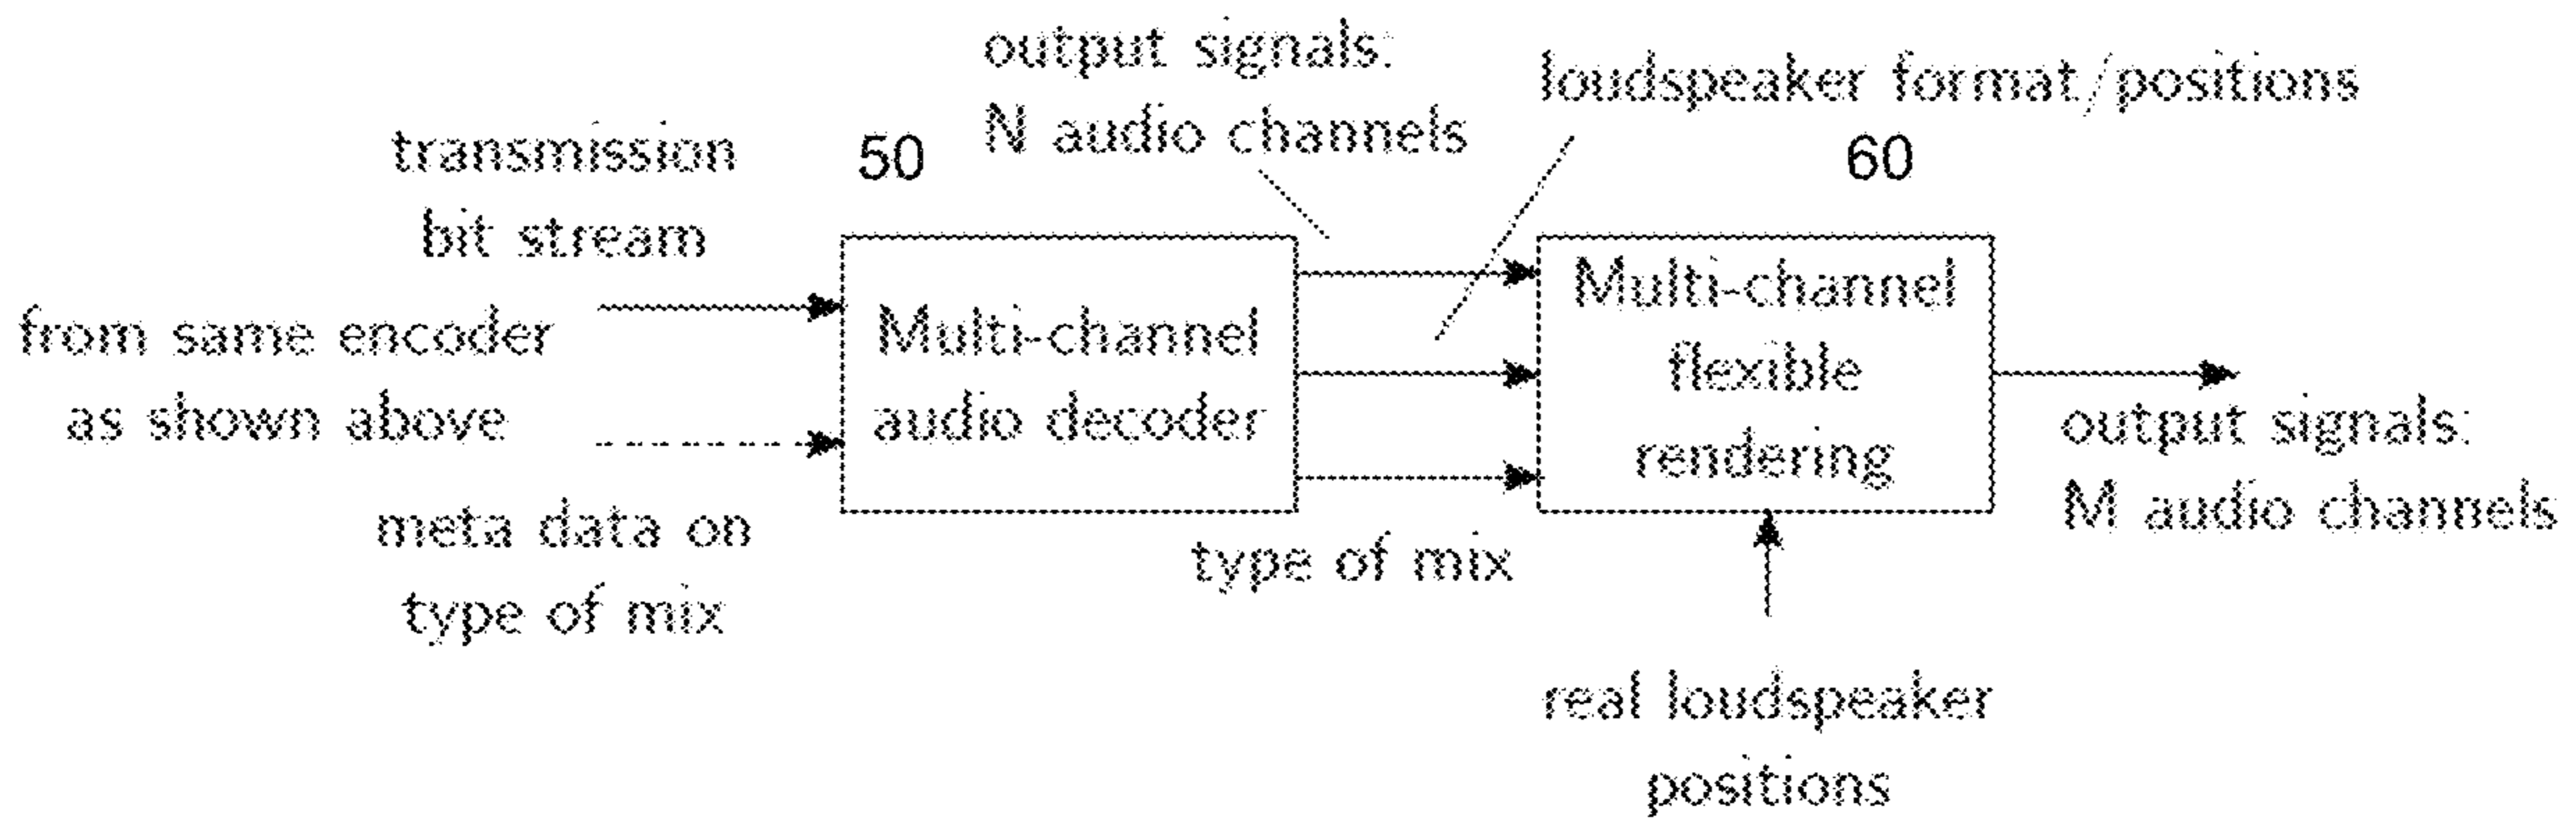 output signals:
N audio channels
loudspeaker format/positions
transmission
bit stream
50
60
from same encoder
as shown above
Multi-channel
audio decoder
Multi-channel
flexible
rendering
output signals:
M audio channels
meta data on
type of mix
type of mix
real loudspeaker
positions